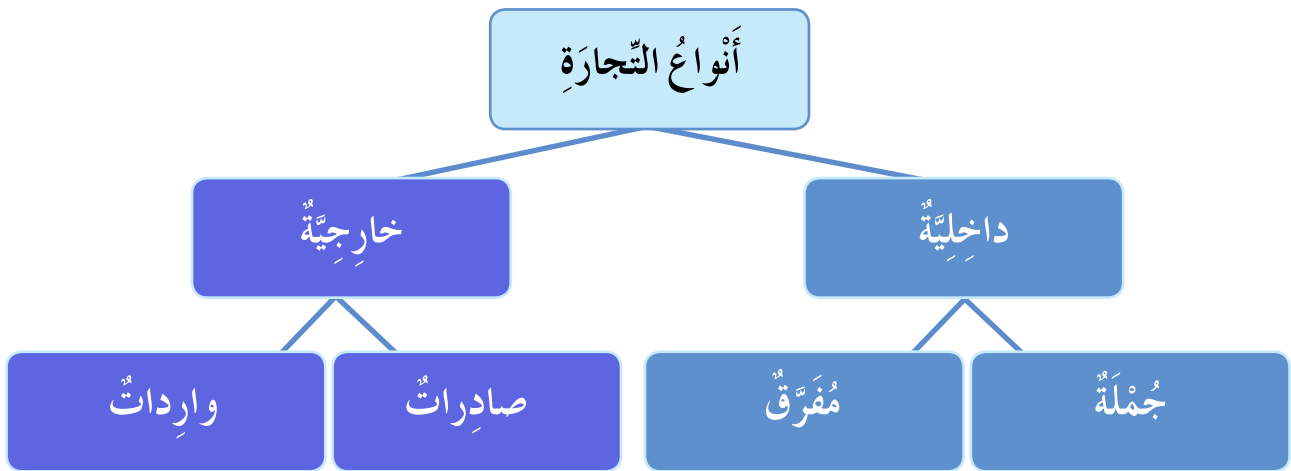 أَنْواعُ التِّجارَةِ
داخِلِيَّةٌ
خارِجِيَّةٌ
جُمْلَةٌ
مُفَرَّقٌ
صادِراتٌ
وارِداتٌ